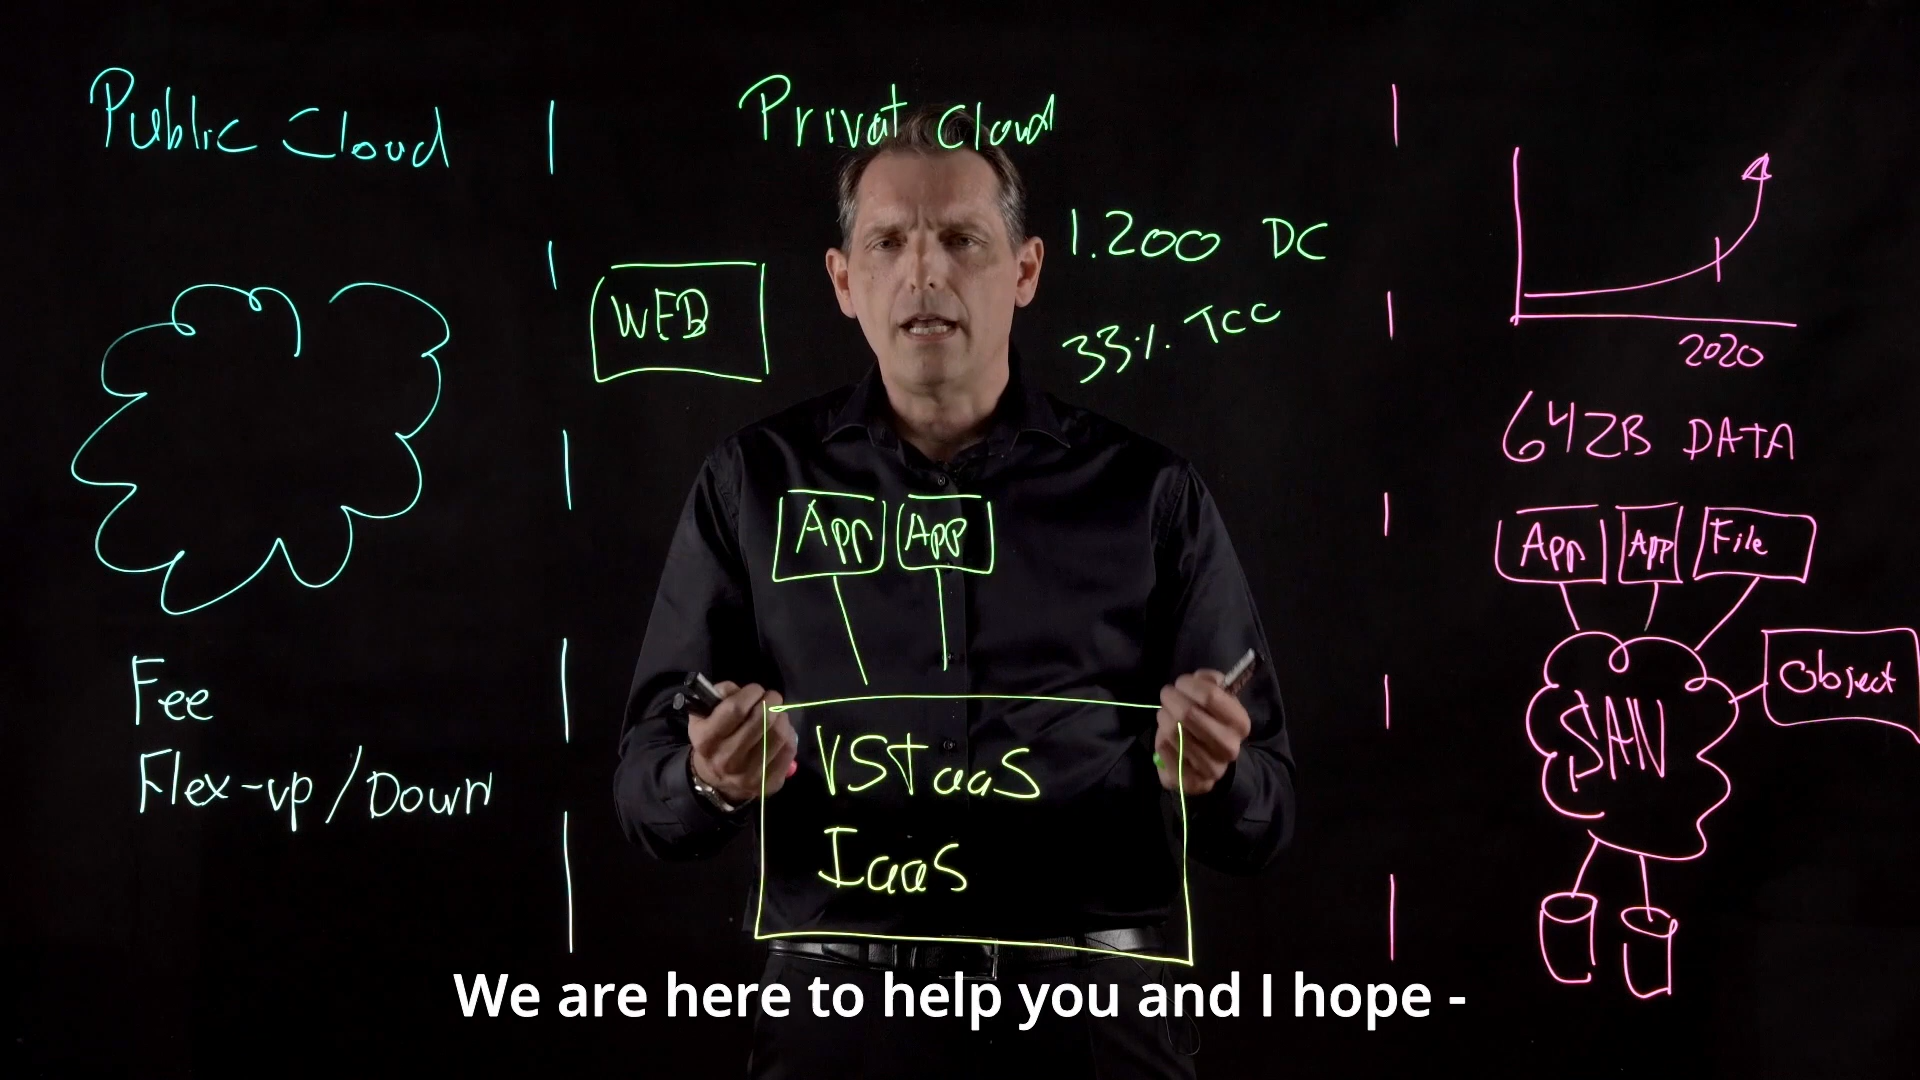 Public Cloud
Fee
Flex-up/Down
Privat Cloud
WEB
1.200 DC
33%. TCC
App App
VSTaaS
IaaS
2020
64ZB DATA
App App File
Object
SAN
We are here to help you and I hope -